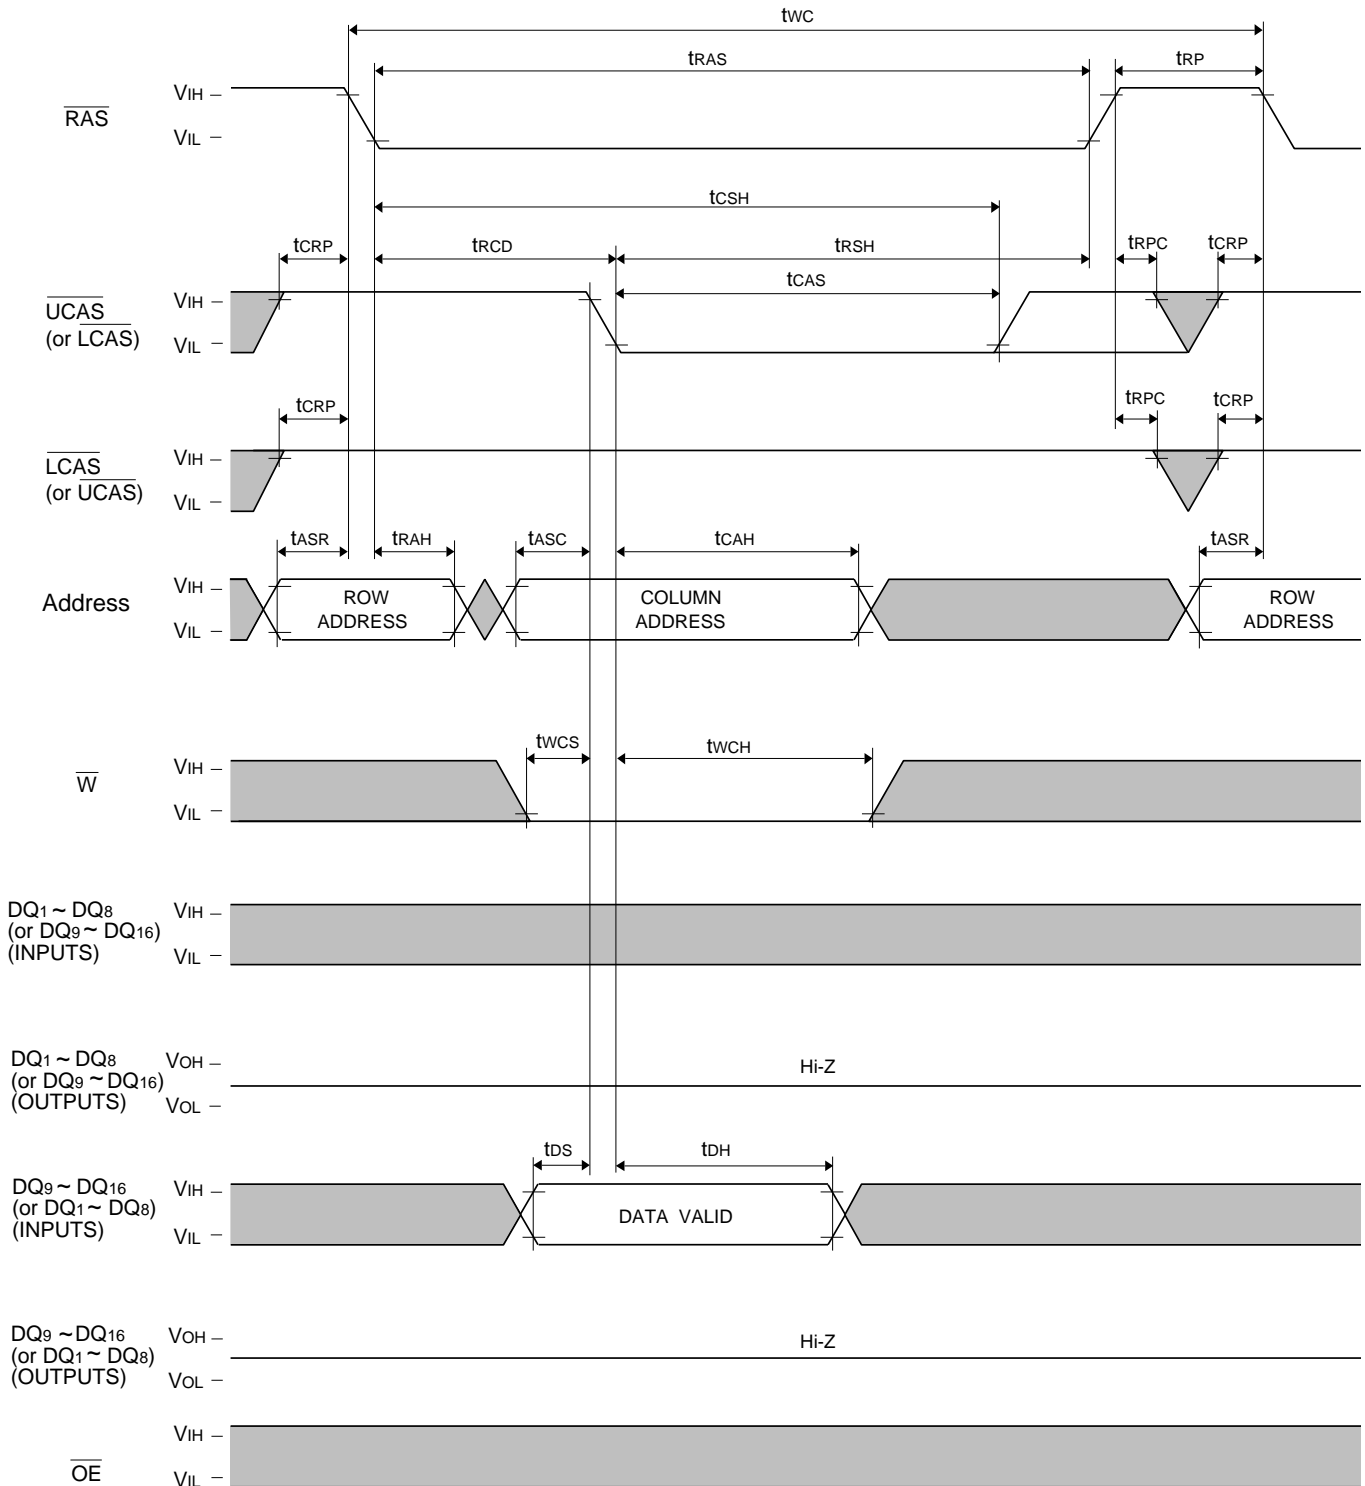 tWC
tRAS
tRP
RAS
VIH –
VIL –
tCSH
tCRP
tRCD
tRSH
tRPC
tCRP
tCAS
UCAS
(or LCAS)
VIH –
VIL –
tCRP
tRPC
tCRP
LCAS
(or UCAS)
VIH –
VIL –
tASR
tRAH
tASC
tCAH
tASR
Address
VIH –
VIL –
ROW
ADDRESS
COLUMN
ADDRESS
ROW
ADDRESS
tWCS
tWCH
W
VIH –
VIL –
DQ1 ~ DQ8
(or DQ9 ~ DQ16)
(INPUTS)
VIH –
VIL –
DQ1 ~ DQ8
(or DQ9 ~ DQ16)
(OUTPUTS)
VOH –
VOL –
Hi-Z
tDS
tDH
DQ9 ~ DQ16
(or DQ1 ~ DQ8)
(INPUTS)
VIH –
VIL –
DATA VALID
DQ9 ~ DQ16
(or DQ1 ~ DQ8)
(OUTPUTS)
VOH –
VOL –
Hi-Z
OE
VIH –
VIL –